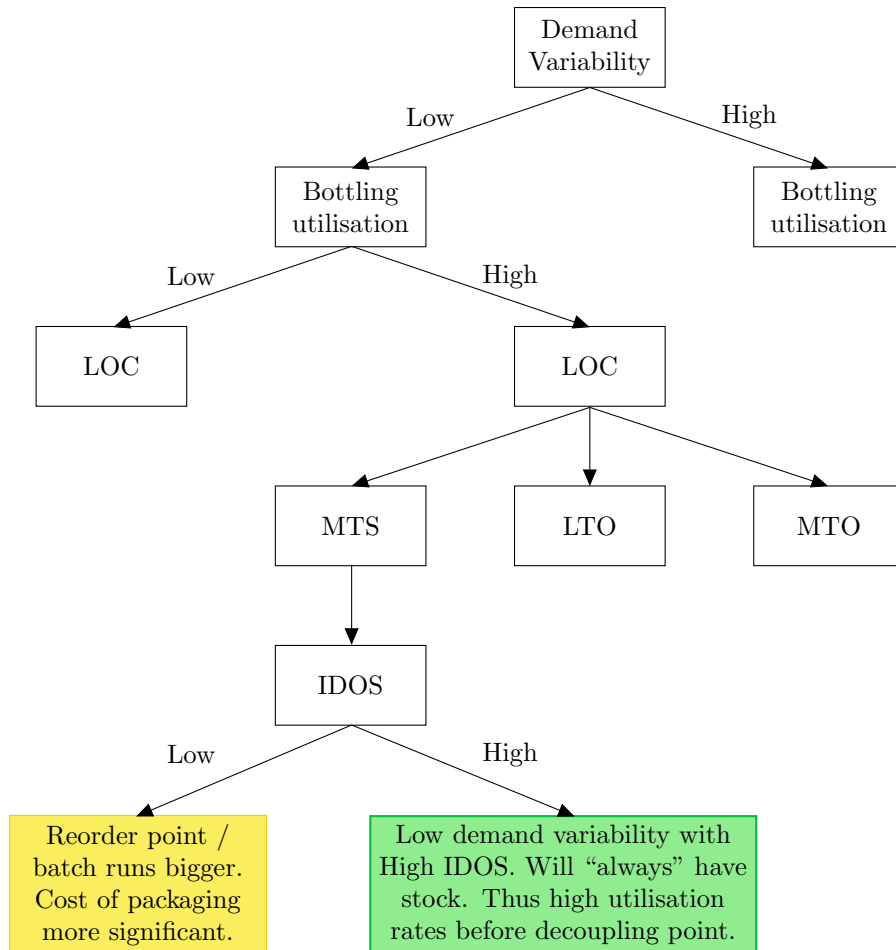 Demand
Variability
Low
High
Bottling
utilisation
Bottling
utilisation
Low
High
LOC
LOC
MTS
LTO
MTO
IDOS
Low
High
Reorder point /
batch runs bigger.
Cost of packaging
more significant.
Low demand variability with
High IDOS. Will “always” have
stock. Thus high utilisation
rates before decoupling point.